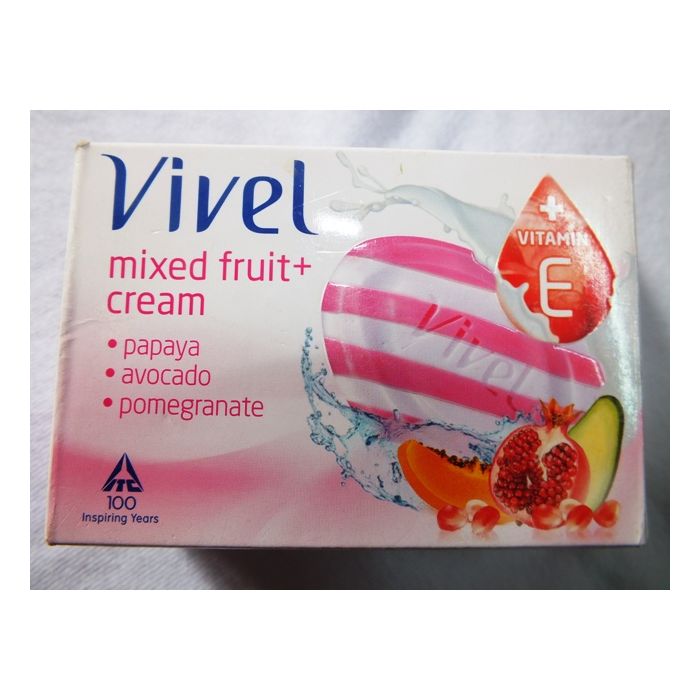 Vivel
mixed fruit+
cream
• papaya
• avocado
• pomegranate
+
VITAMIN
E
Vivel
ITC
100
Inspiring Years